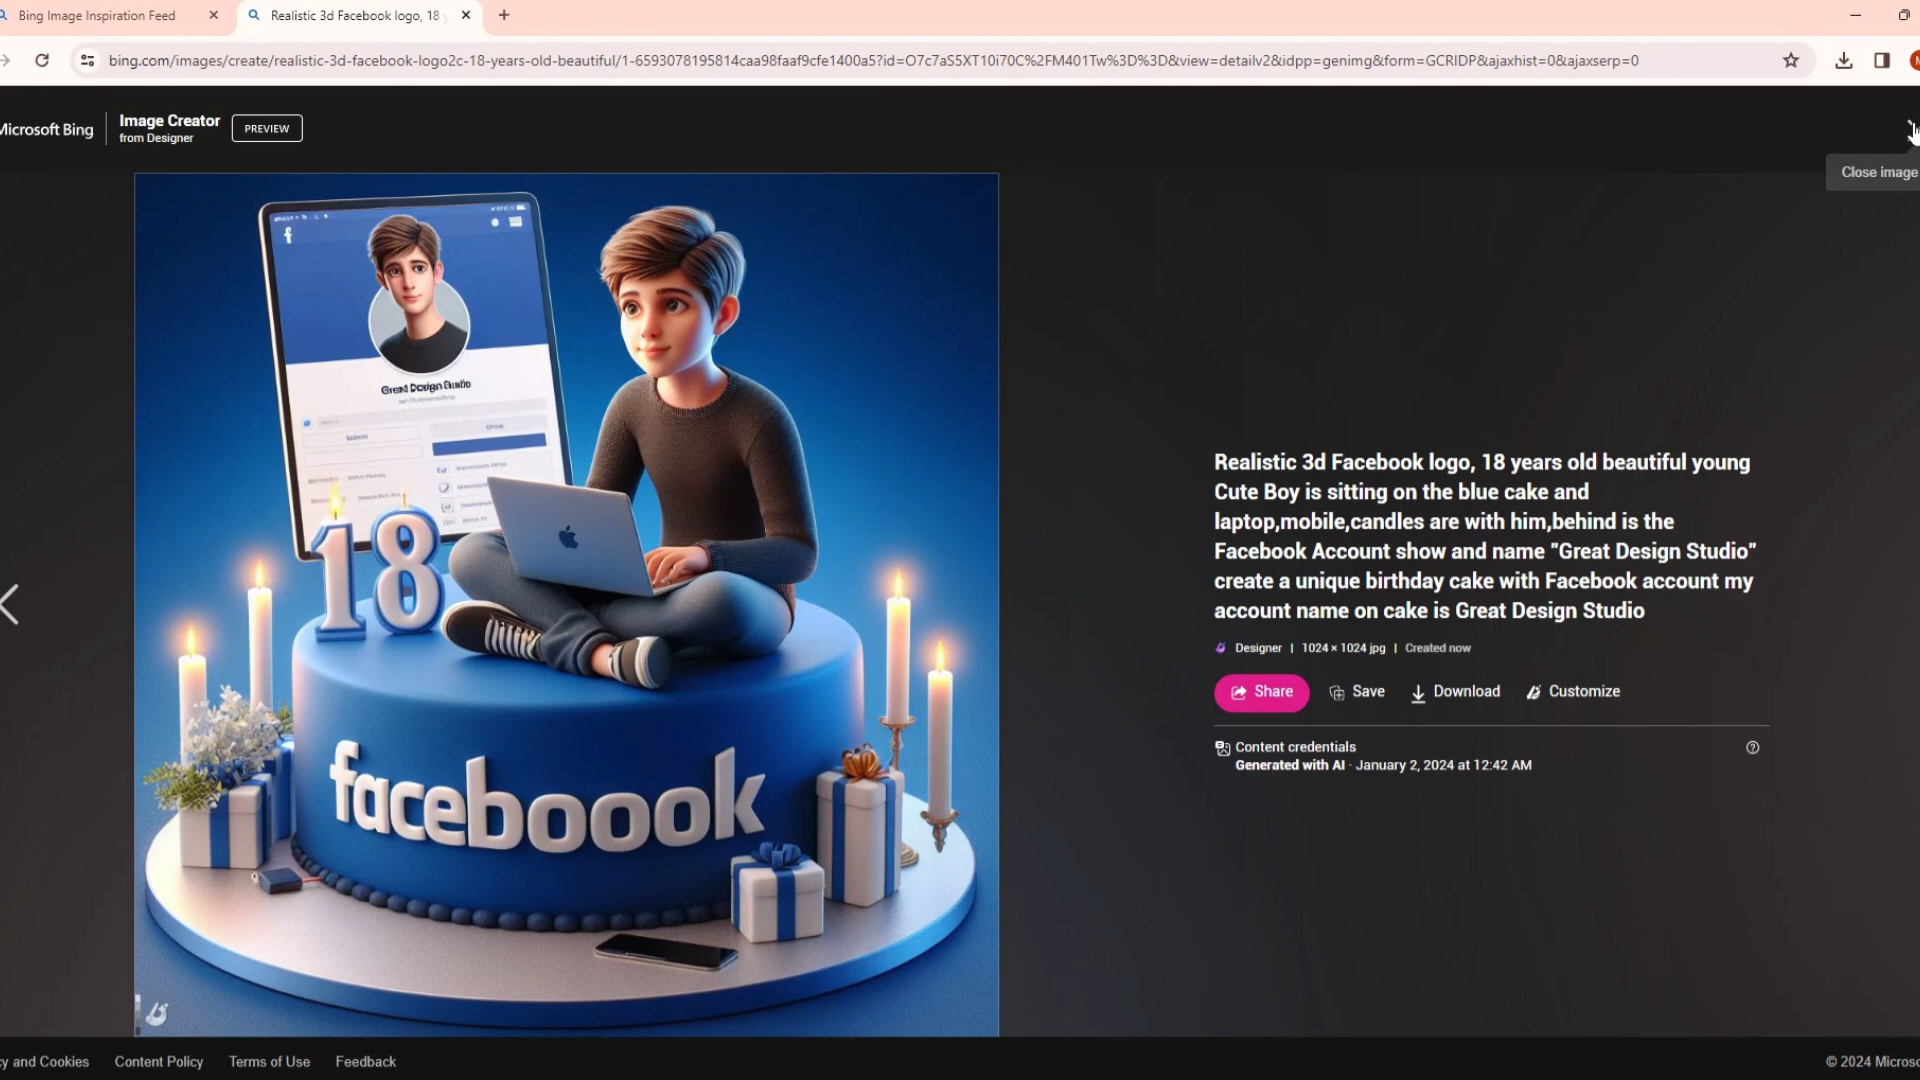 Bing Image Inspiration Feed
Realistic 3d Facebook logo, 18
bing.com/images/create/realistic-3d-facebook-logo2c-18-years-old-beautiful/1-6593078195814caa98faaf9cfe1400a5?id=O7c7aS5XT10i70C%2FM401Tw%3D%3D&view=detailv2&idpp=genimg&form=GCRIDP&ajaxhist=0&ajaxserp=0
Microsoft Bing
Image Creator
from Designer
PREVIEW
Close image
f
18
faceboook
Realistic 3d Facebook logo, 18 years old beautiful young
Cute Boy is sitting on the blue cake and
laptop,mobile,candles are with him,behind is the
Facebook Account show and name "Great Design Studio"
create a unique birthday cake with Facebook account my
account name on cake is Great Design Studio
Designer | 1024 × 1024 jpg | Created now
Share
Save
Download
Customize
Content credentials
Generated with AI · January 2, 2024 at 12:42 AM
cy and Cookies
Content Policy
Terms of Use
Feedback
© 2024 Microso